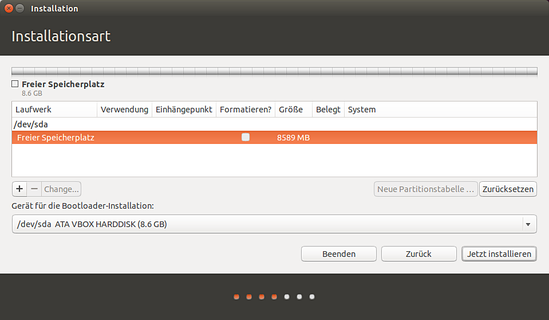 Installation
Installationsart
Freier Speicherplatz
8.6 GB
Laufwerk Verwendung Einhängepunkt Formatieren? Größe Belegt System
/dev/sda
Freier Speicherplatz 8589 MB
+ − Change... Neue Partitionstabelle ... Zurücksetzen
Gerät für die Bootloader-Installation:
/dev/sda ATA VBOX HARDDISK (8.6 GB)
Beenden Zurück Jetzt installieren